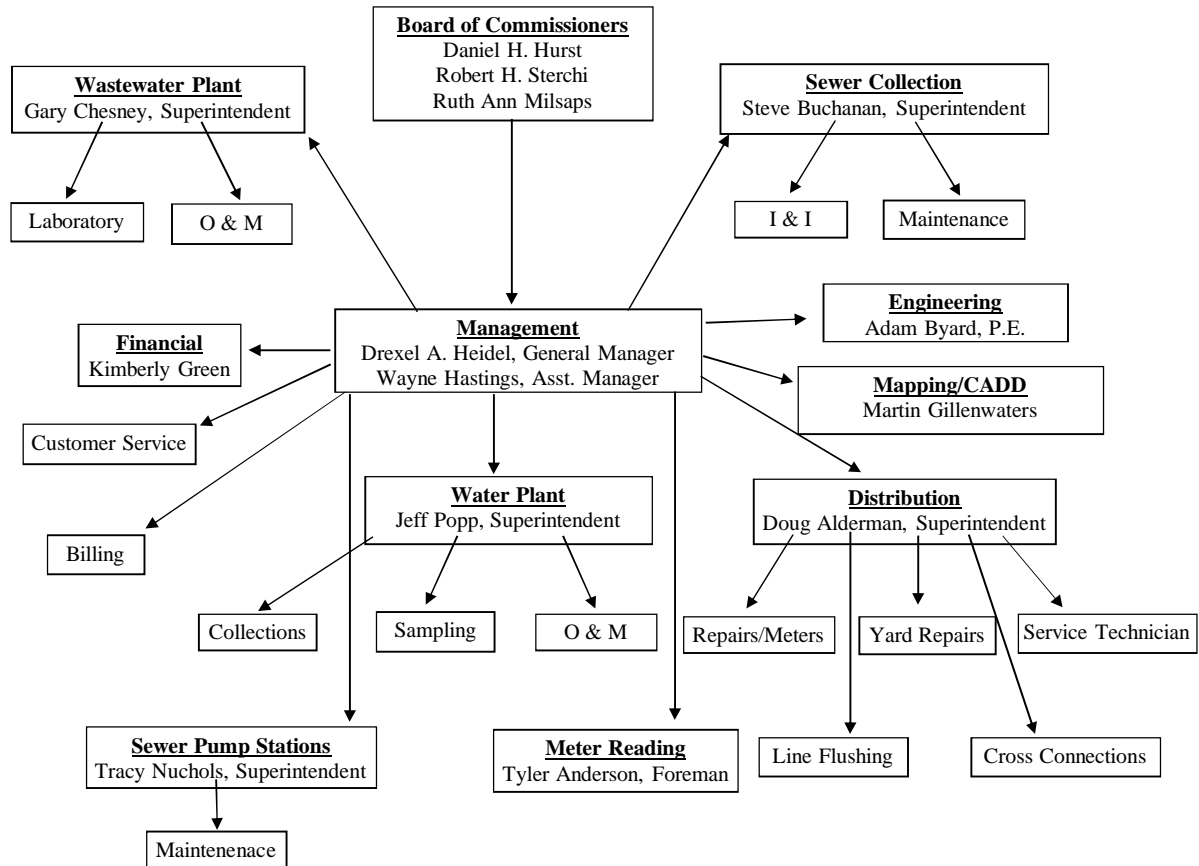 Board of Commissioners
Daniel H. Hurst
Robert H. Sterchi
Ruth Ann Milsaps
Wastewater Plant
Gary Chesney, Superintendent
Sewer Collection
Steve Buchanan, Superintendent
Laboratory
O & M
I & I
Maintenance
Management
Drexel A. Heidel, General Manager
Wayne Hastings, Asst. Manager
Engineering
Adam Byard, P.E.
Financial
Kimberly Green
Mapping/CADD
Martin Gillenwaters
Customer Service
Billing
Water Plant
Jeff Popp, Superintendent
Distribution
Doug Alderman, Superintendent
Collections
Sampling
O & M
Repairs/Meters
Yard Repairs
Service Technician
Sewer Pump Stations
Tracy Nuchols, Superintendent
Meter Reading
Tyler Anderson, Foreman
Line Flushing
Cross Connections
Maintenenace